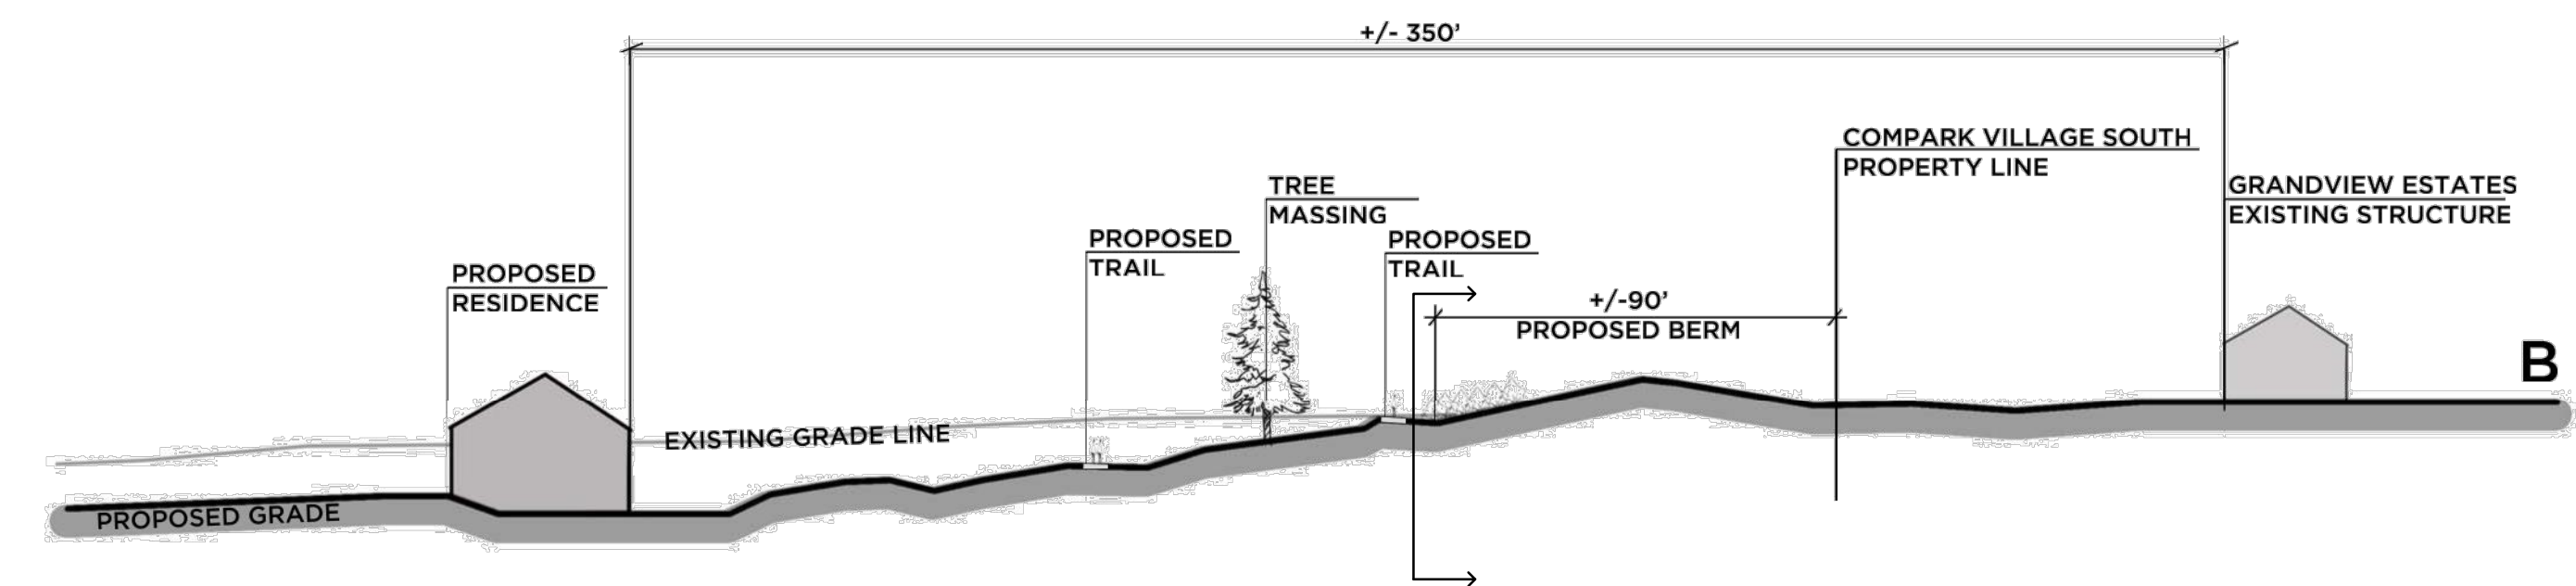 +/- 350’
COMPARK VILLAGE SOUTH
PROPERTY LINE
TREE
MASSING
GRANDVIEW ESTATES
EXISTING STRUCTURE
PROPOSED
TRAIL
PROPOSED
TRAIL
PROPOSED
RESIDENCE
+/-90’
PROPOSED BERM
B
EXISTING GRADE LINE
PROPOSED GRADE